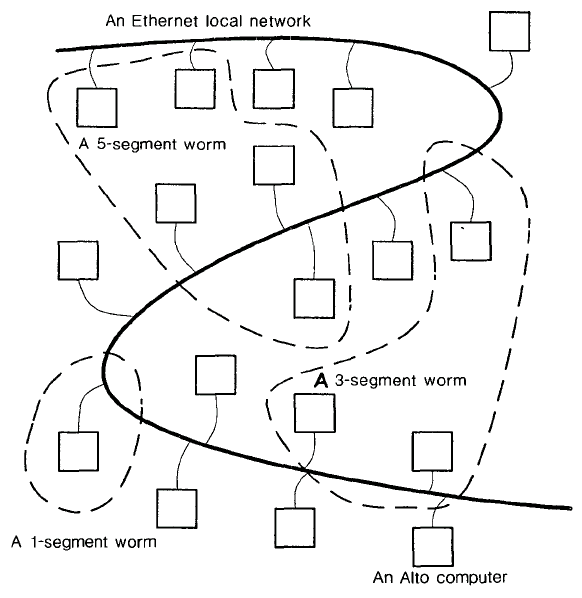 An Ethernet local network
A 5-segment worm
A 3-segment worm
A 1-segment worm
An Alto computer